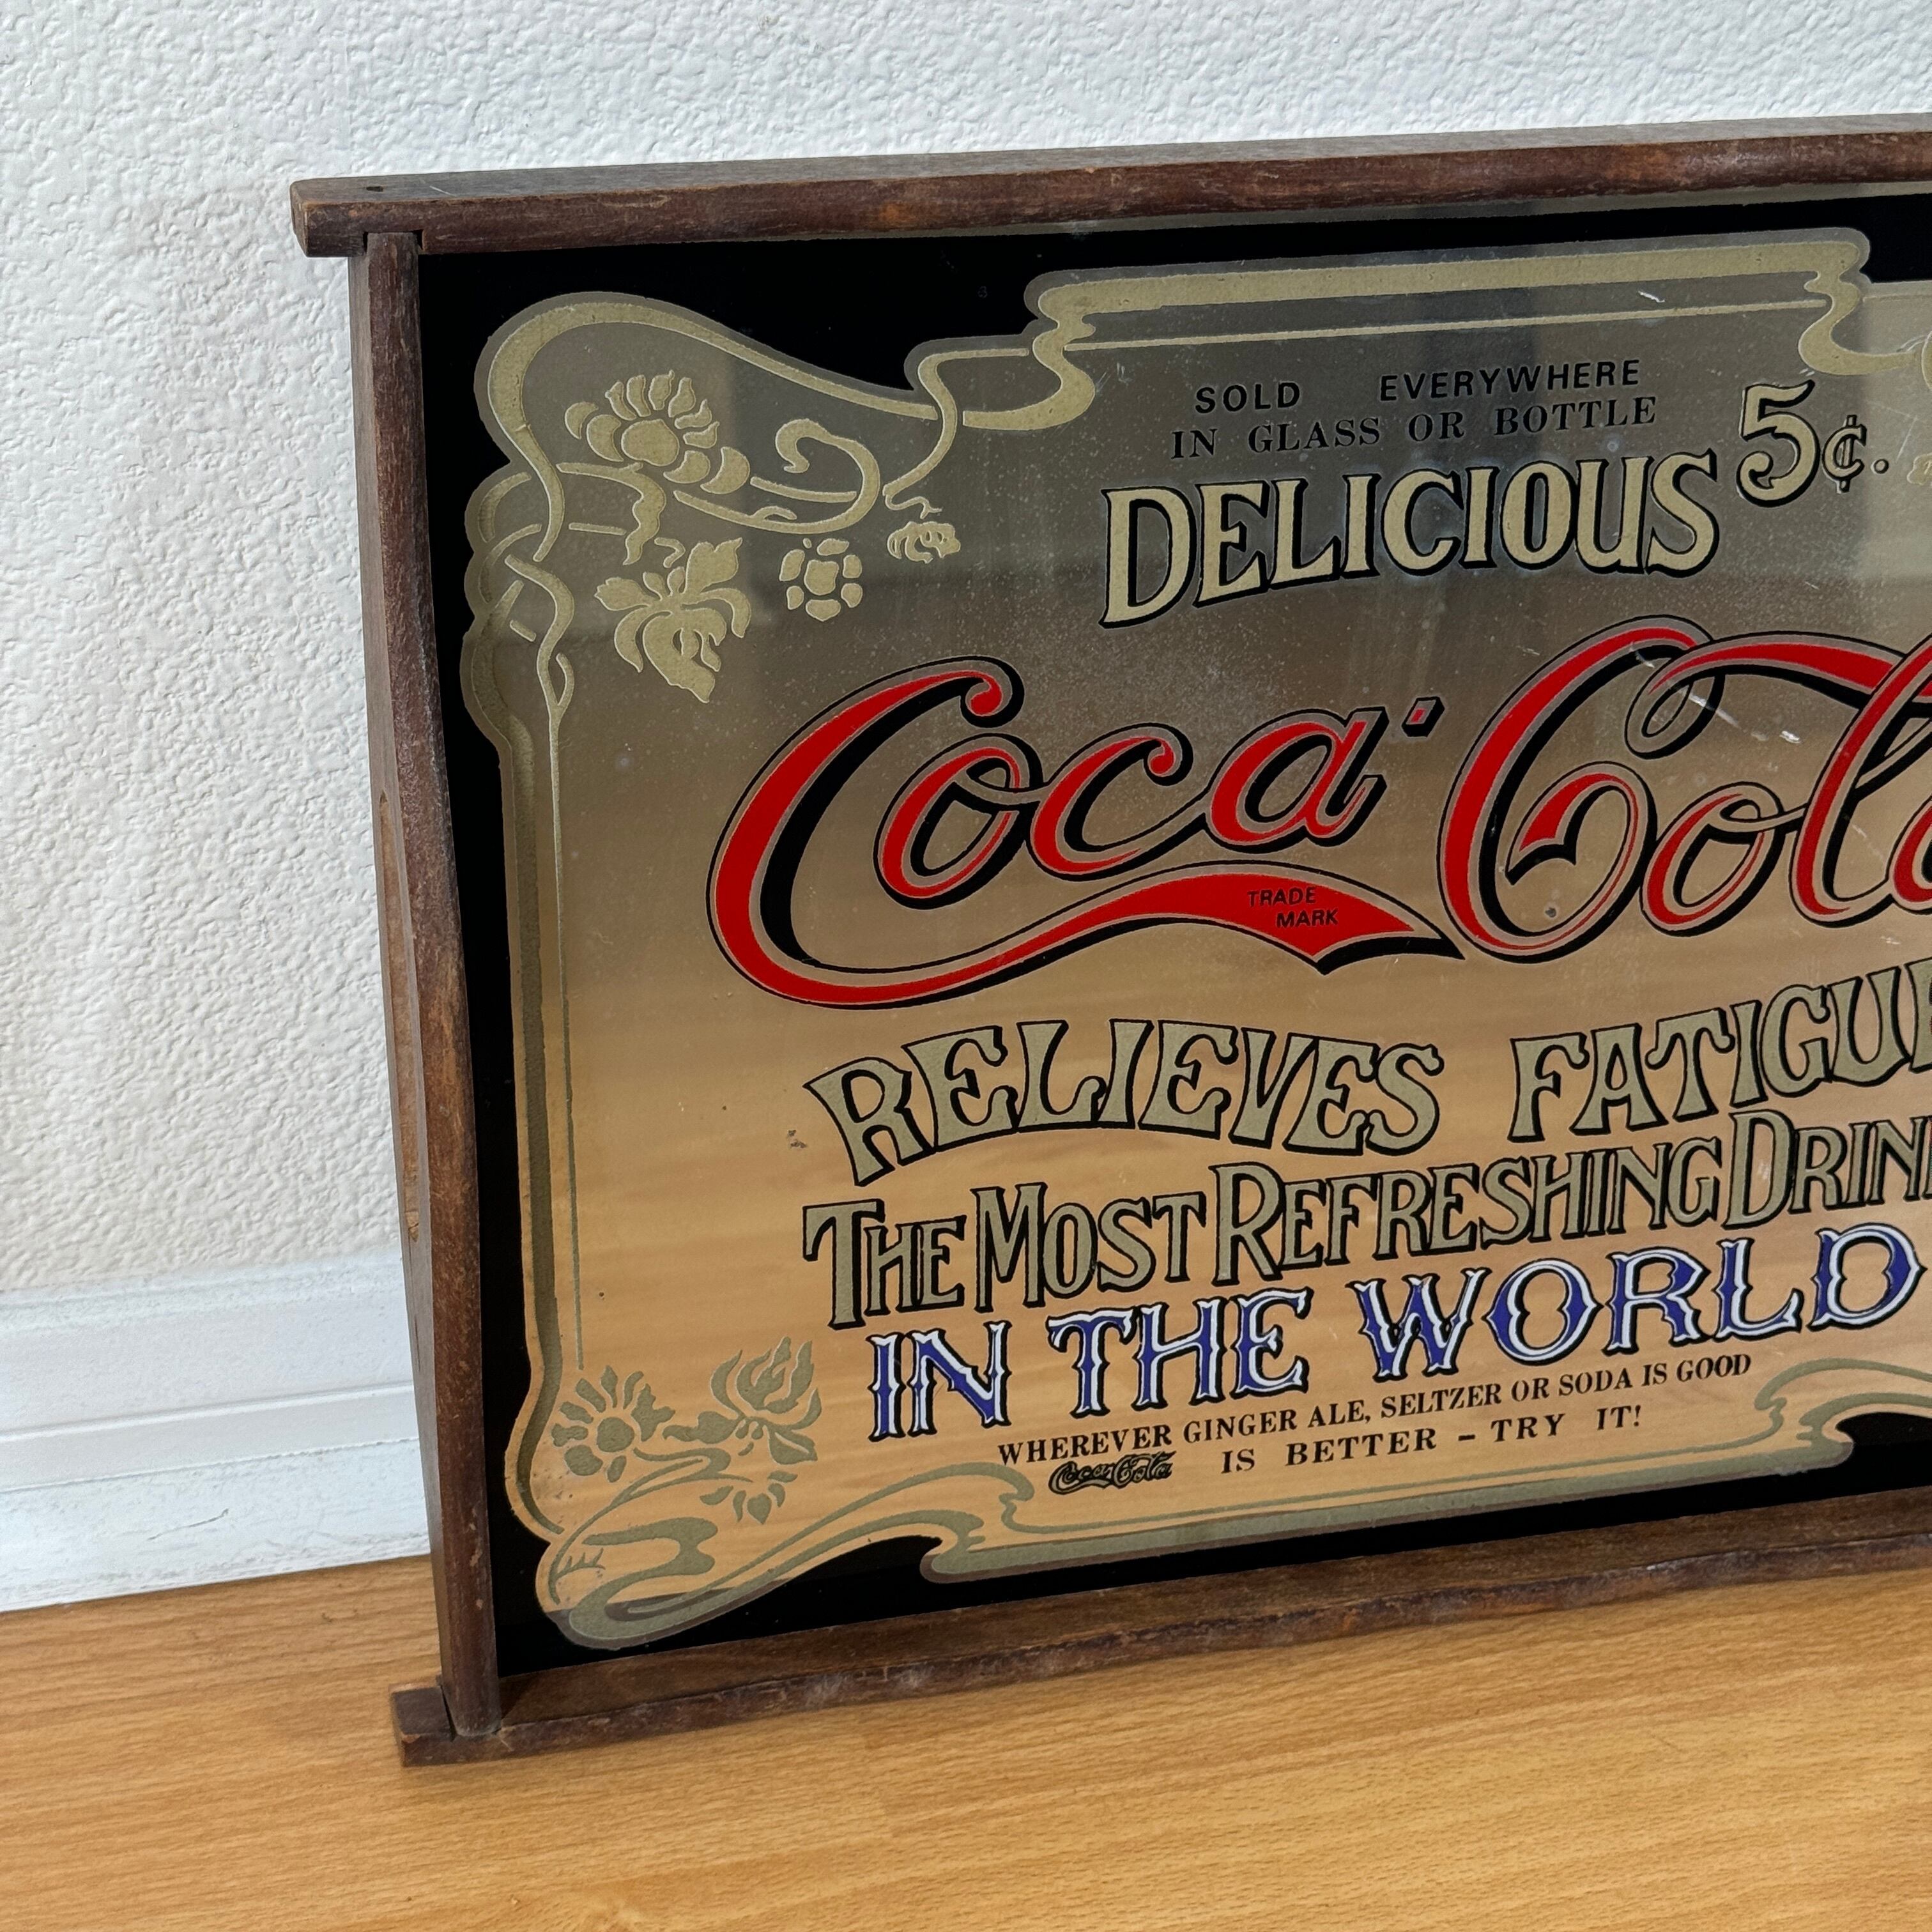 SOLD EVERYWHERE
IN GLASS OR BOTTLE
DELICIOUS 5¢.
Coca-Cola
TRADE
MARK
RELIEVES FATIGUE
THE MOST REFRESHING DRINK
IN THE WORLD
WHEREVER GINGER ALE, SELTZER OR SODA IS GOOD
Coca-Cola IS BETTER - TRY IT!